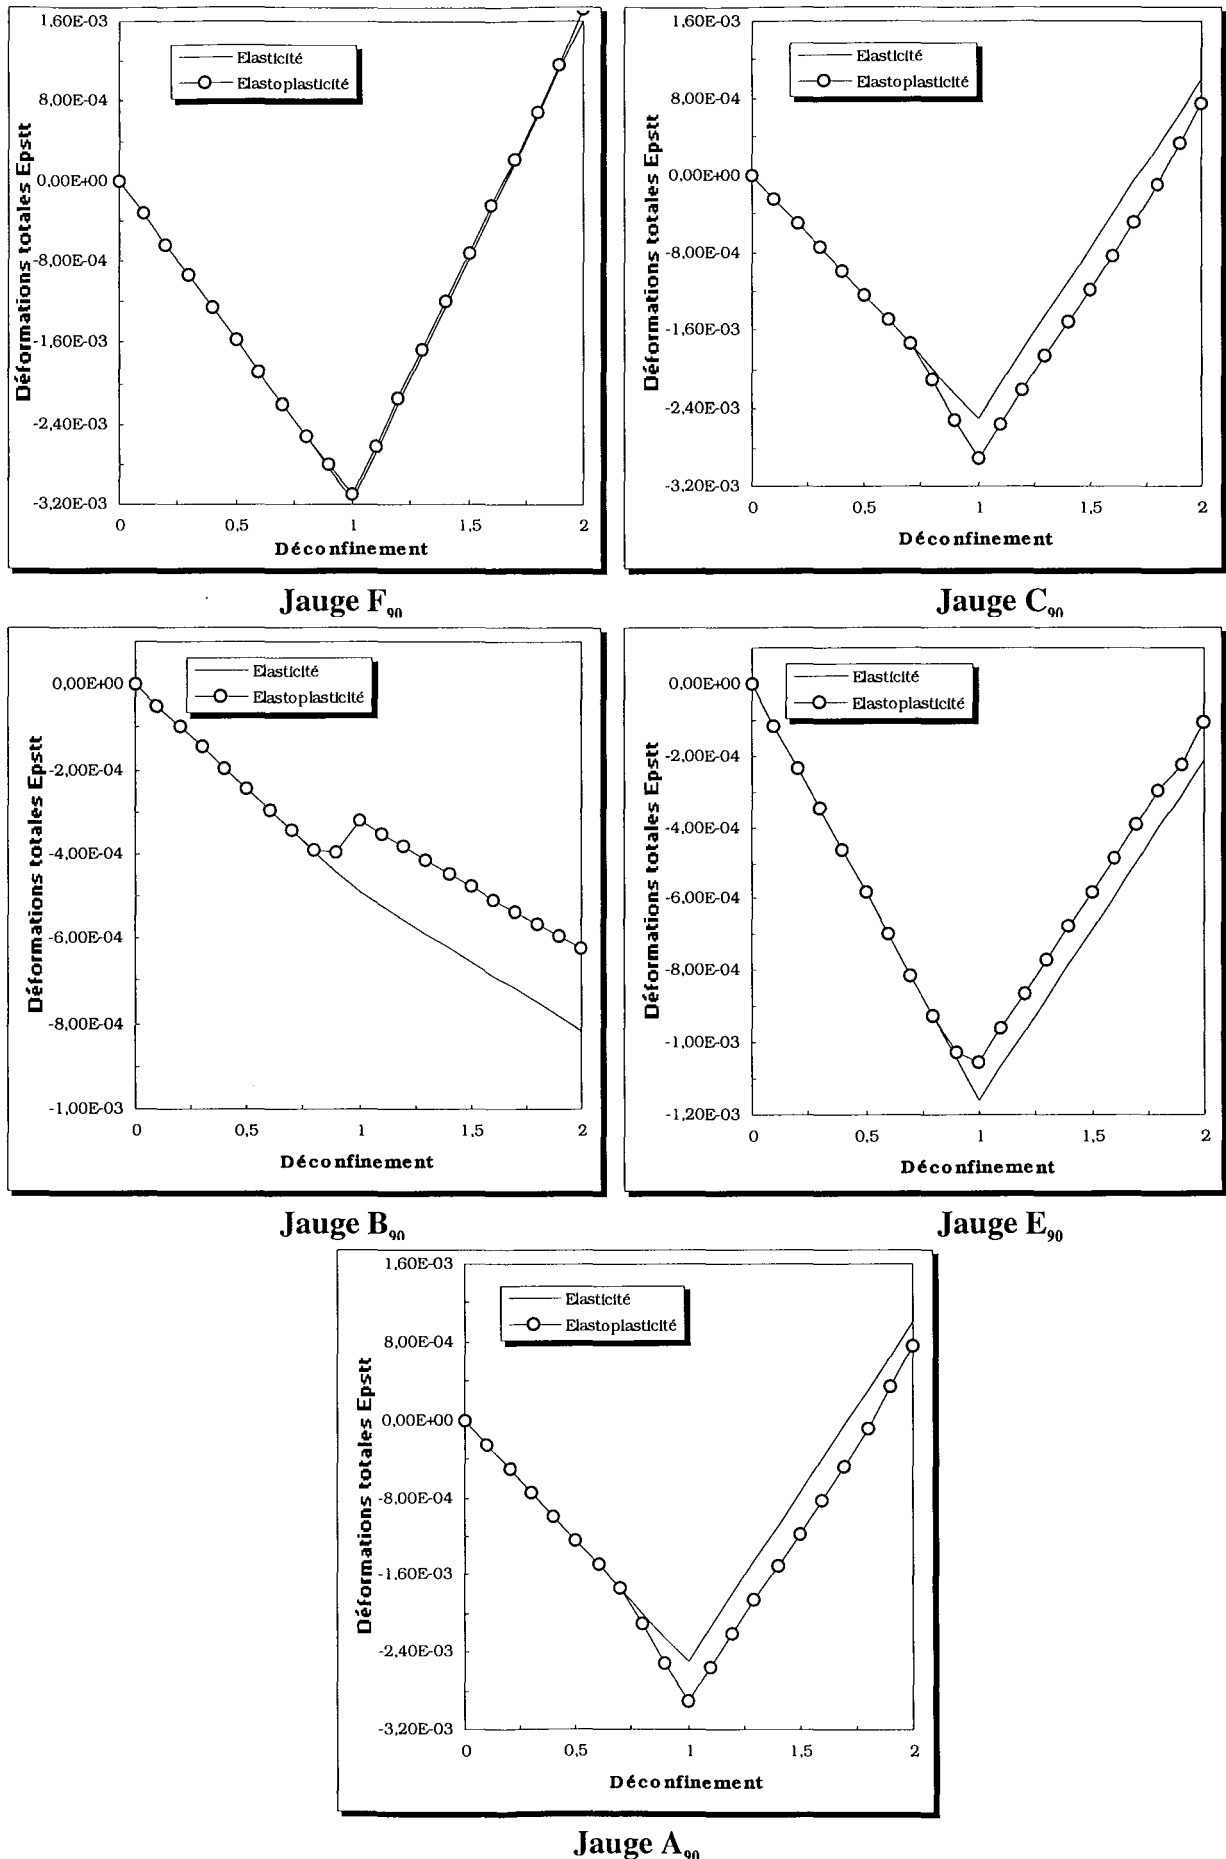 1,60E-03
8,00E-04
0,00E+00
-8,00E-04
-1,60E-03
-2,40E-03
-3,20E-03
Déformations totales Epstt
Elasticité
Elastoplasticité
0 0,5 1 1,5 2
Déconfinement
Jauge F90
1,60E-03
8,00E-04
0,00E+00
-8,00E-04
-1,60E-03
-2,40E-03
-3,20E-03
Déformations totales Epstt
Elasticité
Elastoplasticité
0 0,5 1 1,5 2
Déconfinement
Jauge C90
0,00E+00
-2,00E-04
-4,00E-04
-6,00E-04
-8,00E-04
-1,00E-03
Déformations totales Epstt
Elasticité
Elastoplasticité
0 0,5 1 1,5 2
Déconfinement
Jauge B90
0,00E+00
-2,00E-04
-4,00E-04
-6,00E-04
-8,00E-04
-1,00E-03
-1,20E-03
Déformations totales Epstt
Elasticité
Elastoplasticité
0 0,5 1 1,5 2
Déconfinement
Jauge E90
1,60E-03
8,00E-04
0,00E+00
-8,00E-04
-1,60E-03
-2,40E-03
-3,20E-03
Déformations totales Epstt
Elasticité
Elastoplasticité
0 0,5 1 1,5 2
Déconfinement
Jauge A90